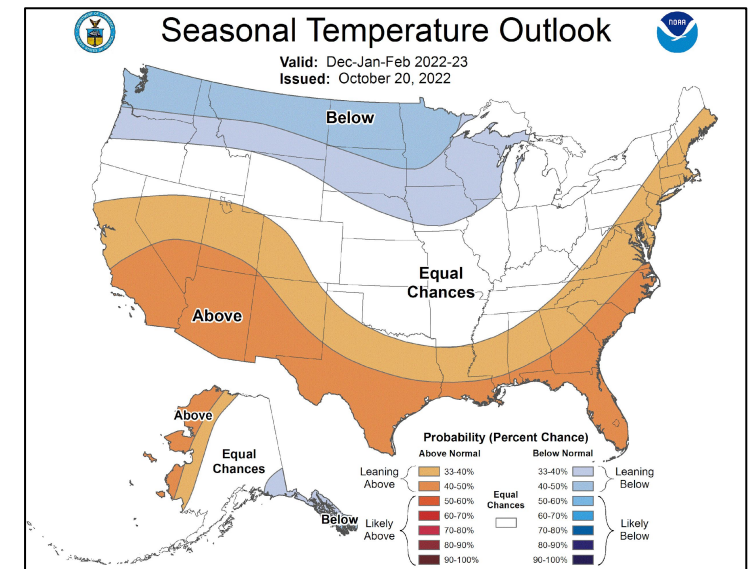 NOAA
Seasonal Temperature Outlook
Valid: Dec-Jan-Feb 2022-23
Issued: October 20, 2022
Below
Equal
Chances
Above
Above
Equal
Chances
Below
Probability (Percent Chance)
Above Normal
Below Normal
Leaning
Above
33-40%
40-50%
Likely
Above
50-60%
60-70%
70-80%
80-90%
90-100%
Equal
Chances
33-40%
40-50%
Leaning
Below
50-60%
60-70%
70-80%
80-90%
90-100%
Likely
Below